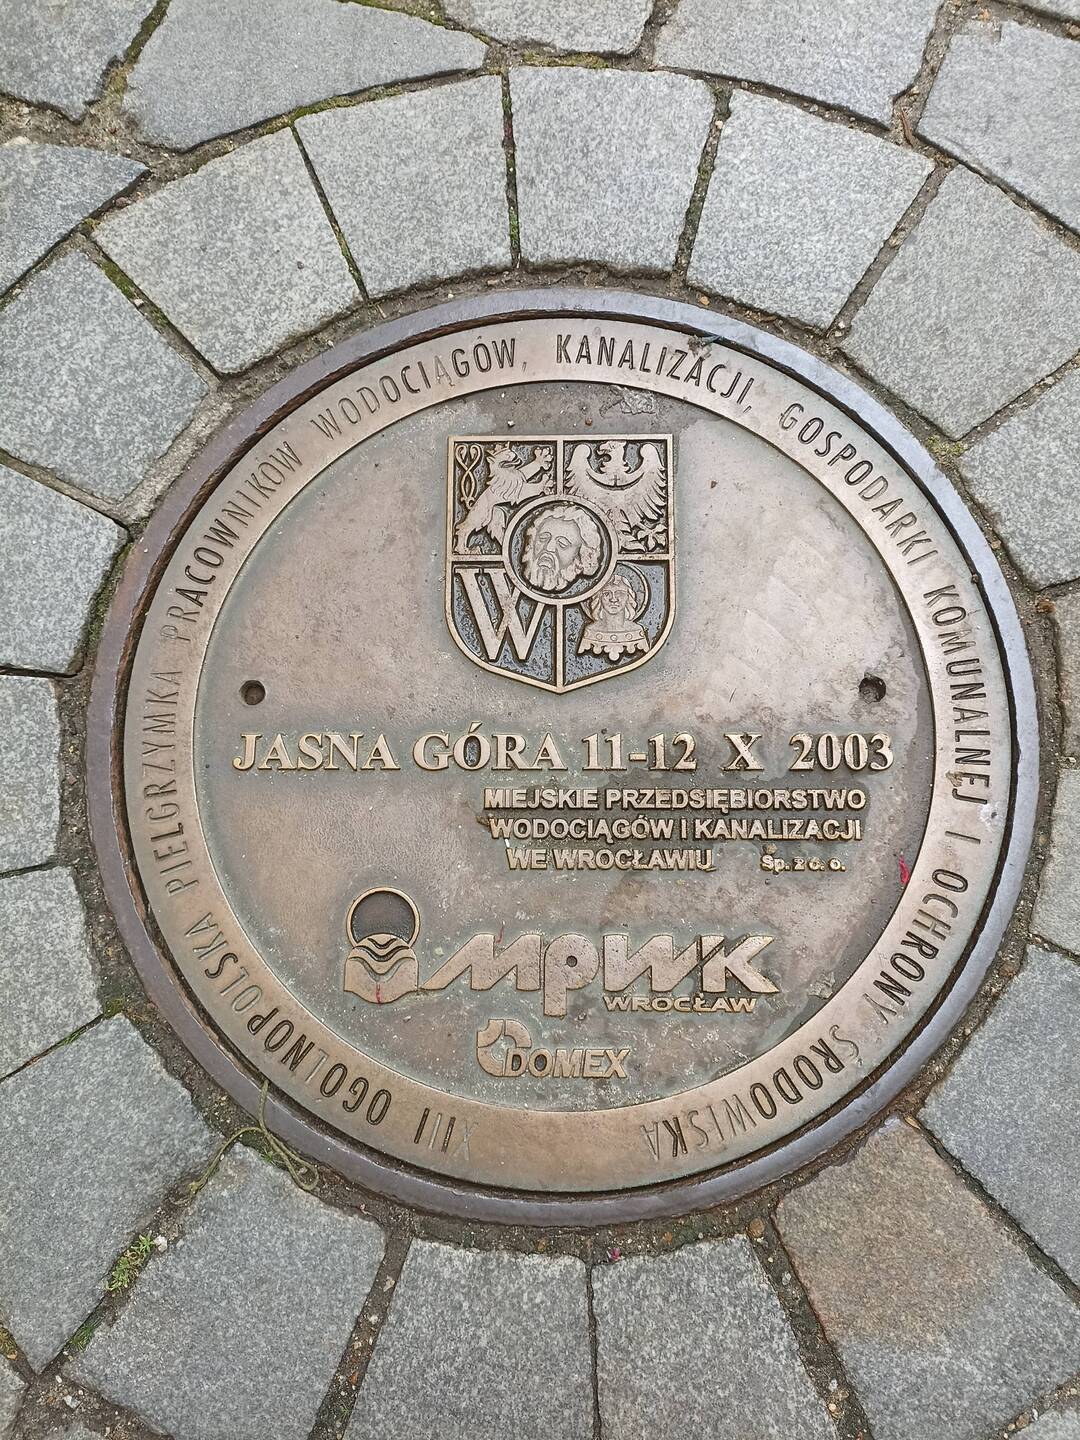 XIII OGÓLNOPOLSKA PIELGRZYMKA PRACOWNIKÓW WODOCIĄGÓW, KANALIZACJI, GOSPODARKI KOMUNALNEJ I OCHRONY ŚRODOWISKA
W
JASNA GÓRA 11-12 X 2003
MIEJSKIE PRZEDSIĘBIORSTWO
WODOCIĄGÓW I KANALIZACJI
WE WROCŁAWIU Sp. z o. o.
MPWK
WROCŁAW
DOMEX